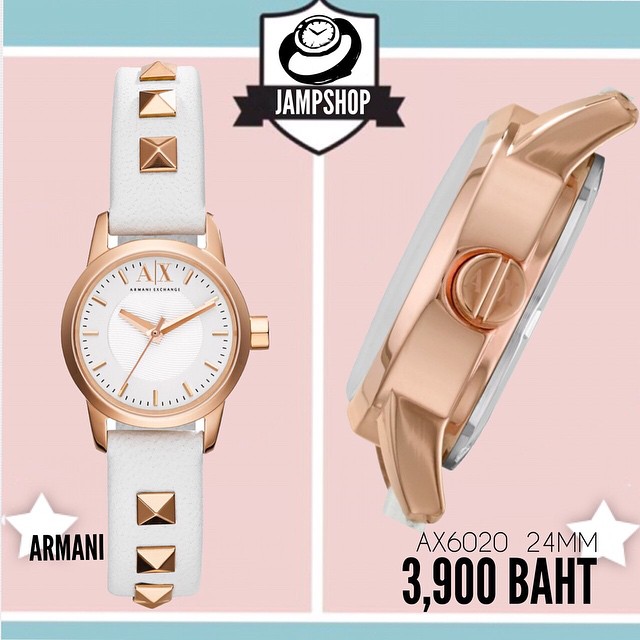 JAMPSHOP
A|X
ARMANI EXCHANGE
A|X
ARMANI
AX6020 24MM
3,900 BAHT